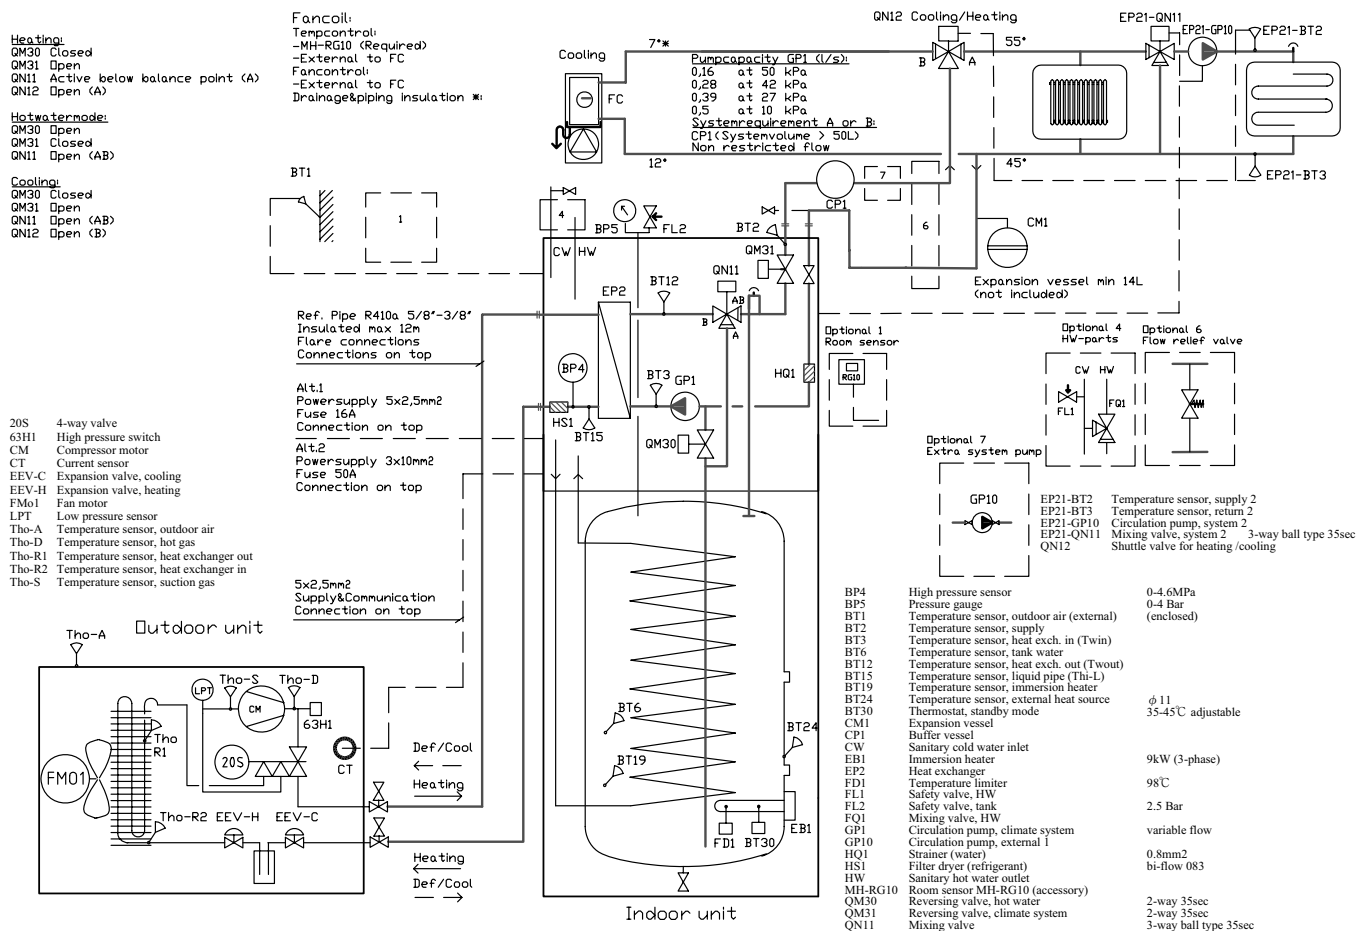 Heating:
QM30 Closed
QM31 Open
QN11 Active below balance point (A)
QN12 Open (A)
Hotwatermode:
QM30 Open
QM31 Closed
QN11 Open (AB)
Cooling:
QM30 Closed
QM31 Open
QN11 Open (AB)
QN12 Open (B)
Fancoil:
Tempcontrol:
-MH-RG10 (Required)
-External to FC
Fancontrol:
-External to FC
Drainage&piping insulation *:
Cooling
FC
7°*
12°
Pumpcapacity GP1 (l/s):
0,16 at 50 kPa
0,28 at 42 kPa
0,39 at 27 kPa
0,5 at 10 kPa
Systemrequirement A or B:
CP1(Systemvolume > 50L)
Non restricted flow
QN12 Cooling/Heating
B
A
55°
45°
EP21-QN11
EP21-GP10
EP21-BT2
EP21-BT3
BT1
1
4
CW
HW
BP5
FL2
BT2
CP1
7
6
CM1
Expansion vessel min 14L
(not included)
QM31
QN11
AB
B
A
BT12
EP2
BP4
HS1
BT15
BT3
GP1
QM30
HQ1
Ref. Pipe R410a 5/8"-3/8"
Insulated max 12m
Flare connections
Connections on top
Alt.1
Powersupply 5x2,5mm2
Fuse 16A
Connection on top
Alt.2
Powersupply 3x10mm2
Fuse 50A
Connection on top
5x2,5mm2
Supply&Communication
Connection on top
Optional 1
Room sensor
RG10
Optional 4
HW-parts
CW
HW
FL1
FQ1
Optional 6
Flow relief valve
Optional 7
Extra system pump
GP10
20S 4-way valve
63H1 High pressure switch
CM Compressor motor
CT Current sensor
EEV-C Expansion valve, cooling
EEV-H Expansion valve, heating
FMo1 Fan motor
LPT Low pressure sensor
Tho-A Temperature sensor, outdoor air
Tho-D Temperature sensor, hot gas
Tho-R1 Temperature sensor, heat exchanger out
Tho-R2 Temperature sensor, heat exchanger in
Tho-S Temperature sensor, suction gas
EP21-BT2 Temperature sensor, supply 2
EP21-BT3 Temperature sensor, return 2
EP21-GP10 Circulation pump, system 2
EP21-QN11 Mixing valve, system 2 3-way ball type 35sec
QN12 Shuttle valve for heating /cooling
BP4 High pressure sensor 0-4.6MPa
BP5 Pressure gauge 0-4 Bar
BT1 Temperature sensor, outdoor air (external) (enclosed)
BT2 Temperature sensor, supply
BT3 Temperature sensor, heat exch. in (Twin)
BT6 Temperature sensor, tank water
BT12 Temperature sensor, heat exch. out (Twout)
BT15 Temperature sensor, liquid pipe (Thi-L)
BT19 Temperature sensor, immersion heater
BT24 Temperature sensor, external heat source ϕ 11
BT30 Thermostat, standby mode 35-45℃ adjustable
CM1 Expansion vessel
CP1 Buffer vessel
CW Sanitary cold water inlet
EB1 Immersion heater 9kW (3-phase)
EP2 Heat exchanger
FD1 Temperature limiter 98℃
FL1 Safety valve, HW
FL2 Safety valve, tank 2.5 Bar
FQ1 Mixing valve, HW
GP1 Circulation pump, climate system variable flow
GP10 Circulation pump, external 1
HQ1 Strainer (water) 0.8mm2
HS1 Filter dryer (refrigerant) bi-flow 083
HW Sanitary hot water outlet
MH-RG10 Room sensor MH-RG10 (accessory)
QM30 Reversing valve, hot water 2-way 35sec
QM31 Reversing valve, climate system 2-way 35sec
QN11 Mixing valve 3-way ball type 35sec
Outdoor unit
Tho-A
LPT
Tho-S
Tho-D
CM
63H1
Tho
R1
20S
FMO1
CT
Tho-R2
EEV-H
EEV-C
Def/Cool
Heating
Heating
Def/Cool
BT6
BT19
BT24
FD1
BT30
EB1
Indoor unit